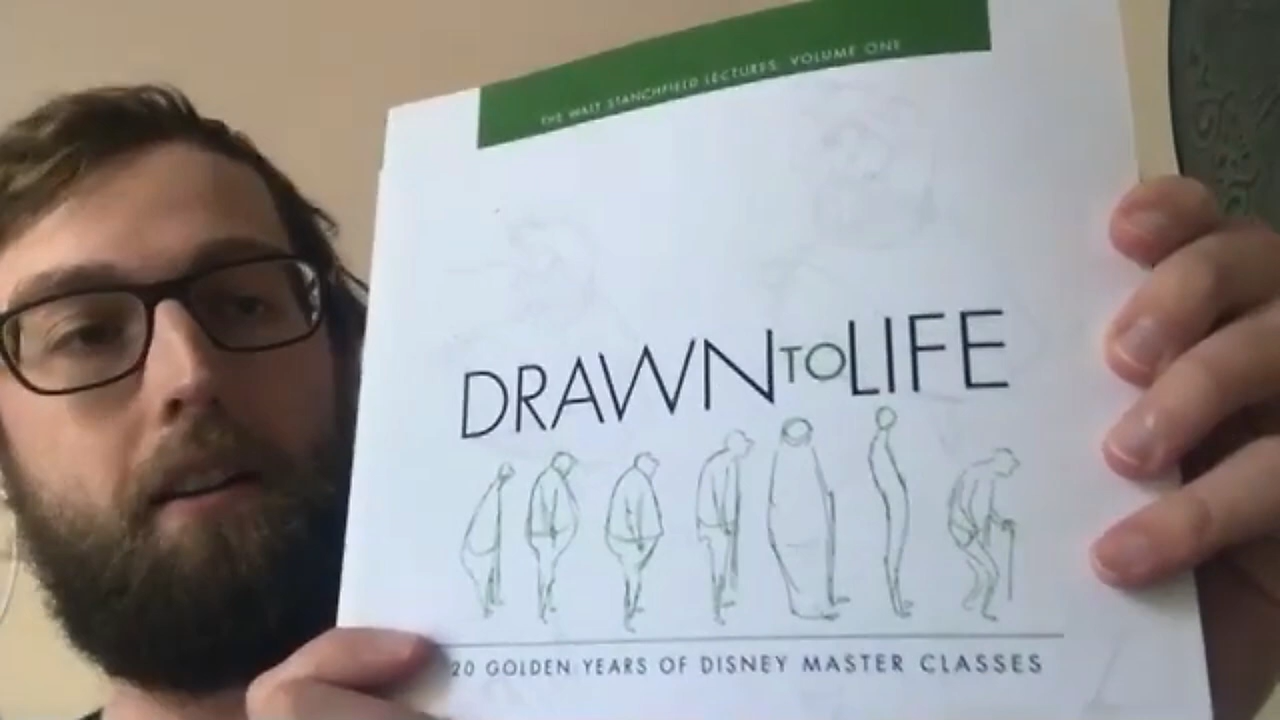 THE WALT STANCHFIELD LECTURES: VOLUME ONE
DRAWN TO LIFE
20 GOLDEN YEARS OF DISNEY MASTER CLASSES